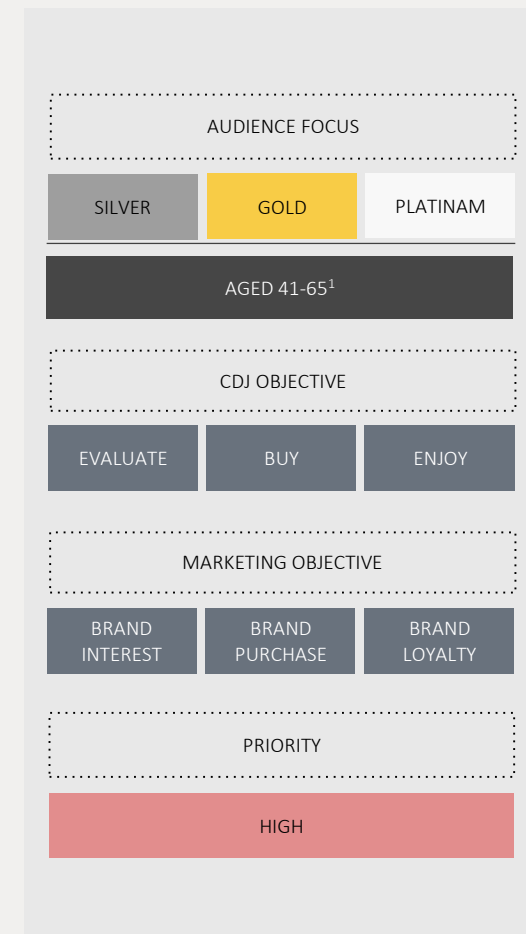 AUDIENCE FOCUS
SILVER
GOLD
PLATINAM
AGED 41-65¹
CDJ OBJECTIVE
EVALUATE
BUY
ENJOY
MARKETING OBJECTIVE
BRAND
INTEREST
BRAND
PURCHASE
BRAND
LOYALTY
PRIORITY
HIGH